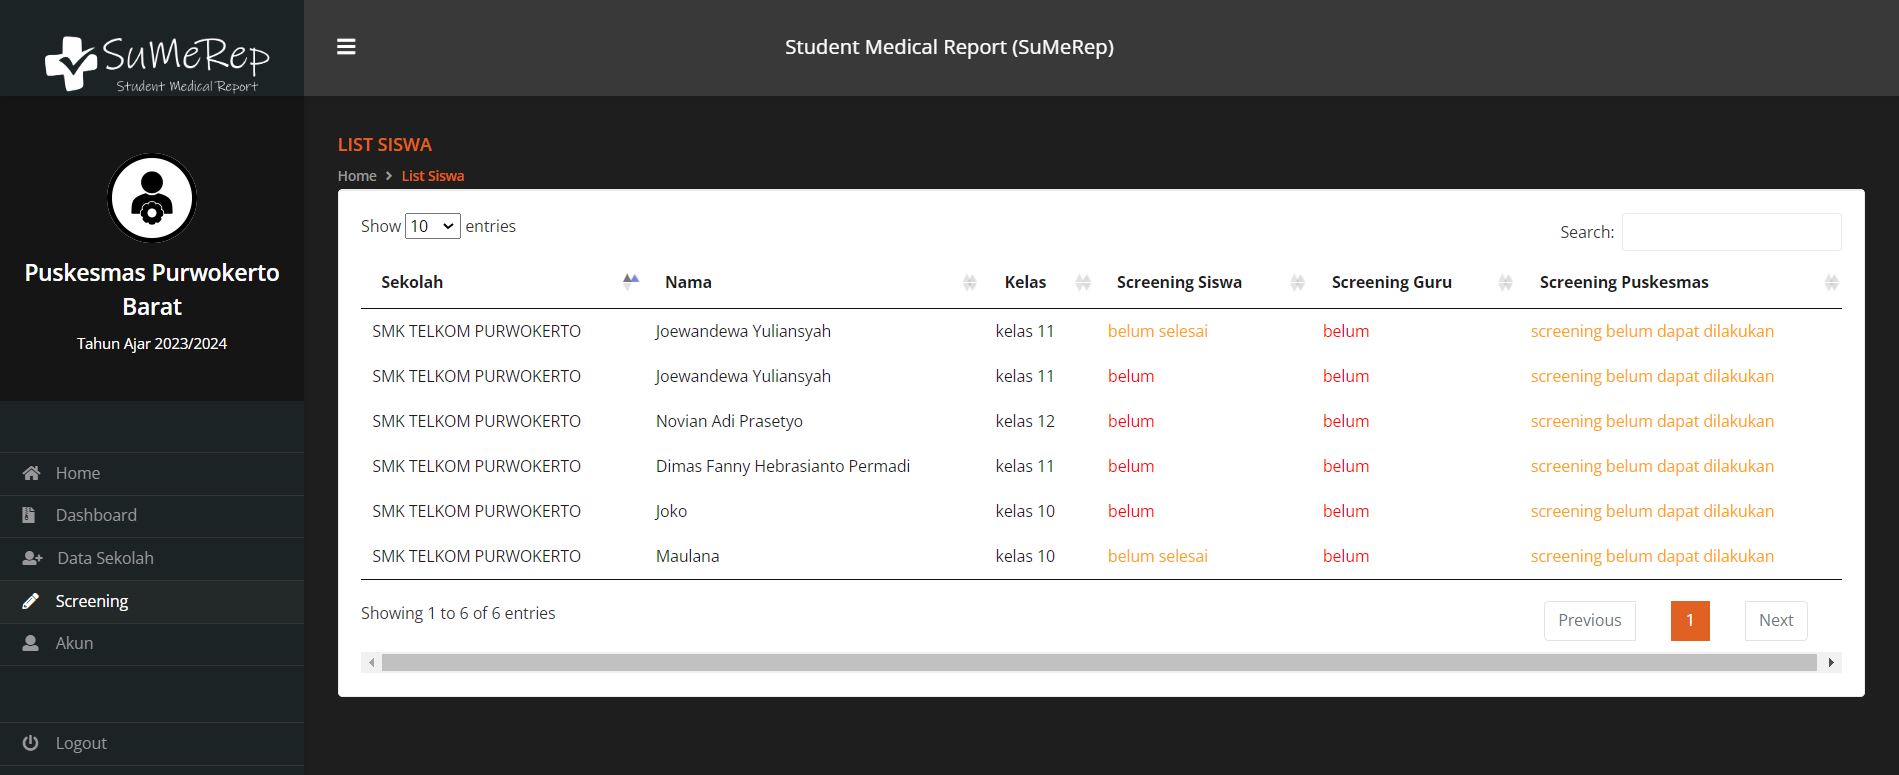 SuMeRep
Student Medical Report
Student Medical Report (SuMeRep)
Puskesmas Purwokerto
Barat
Tahun Ajar 2023/2024
Home
Dashboard
Data Sekolah
Screening
Akun
Logout
LIST SISWA
Home > List Siswa
Show 10 entries
Search:
Sekolah Nama Kelas Screening Siswa Screening Guru Screening Puskesmas
SMK TELKOM PURWOKERTO Joewandewa Yuliansyah kelas 11 belum selesai belum screening belum dapat dilakukan
SMK TELKOM PURWOKERTO Joewandewa Yuliansyah kelas 11 belum belum screening belum dapat dilakukan
SMK TELKOM PURWOKERTO Novian Adi Prasetyo kelas 12 belum belum screening belum dapat dilakukan
SMK TELKOM PURWOKERTO Dimas Fanny Hebrasianto Permadi kelas 11 belum belum screening belum dapat dilakukan
SMK TELKOM PURWOKERTO Joko kelas 10 belum belum screening belum dapat dilakukan
SMK TELKOM PURWOKERTO Maulana kelas 10 belum selesai belum screening belum dapat dilakukan
Showing 1 to 6 of 6 entries
Previous 1 Next